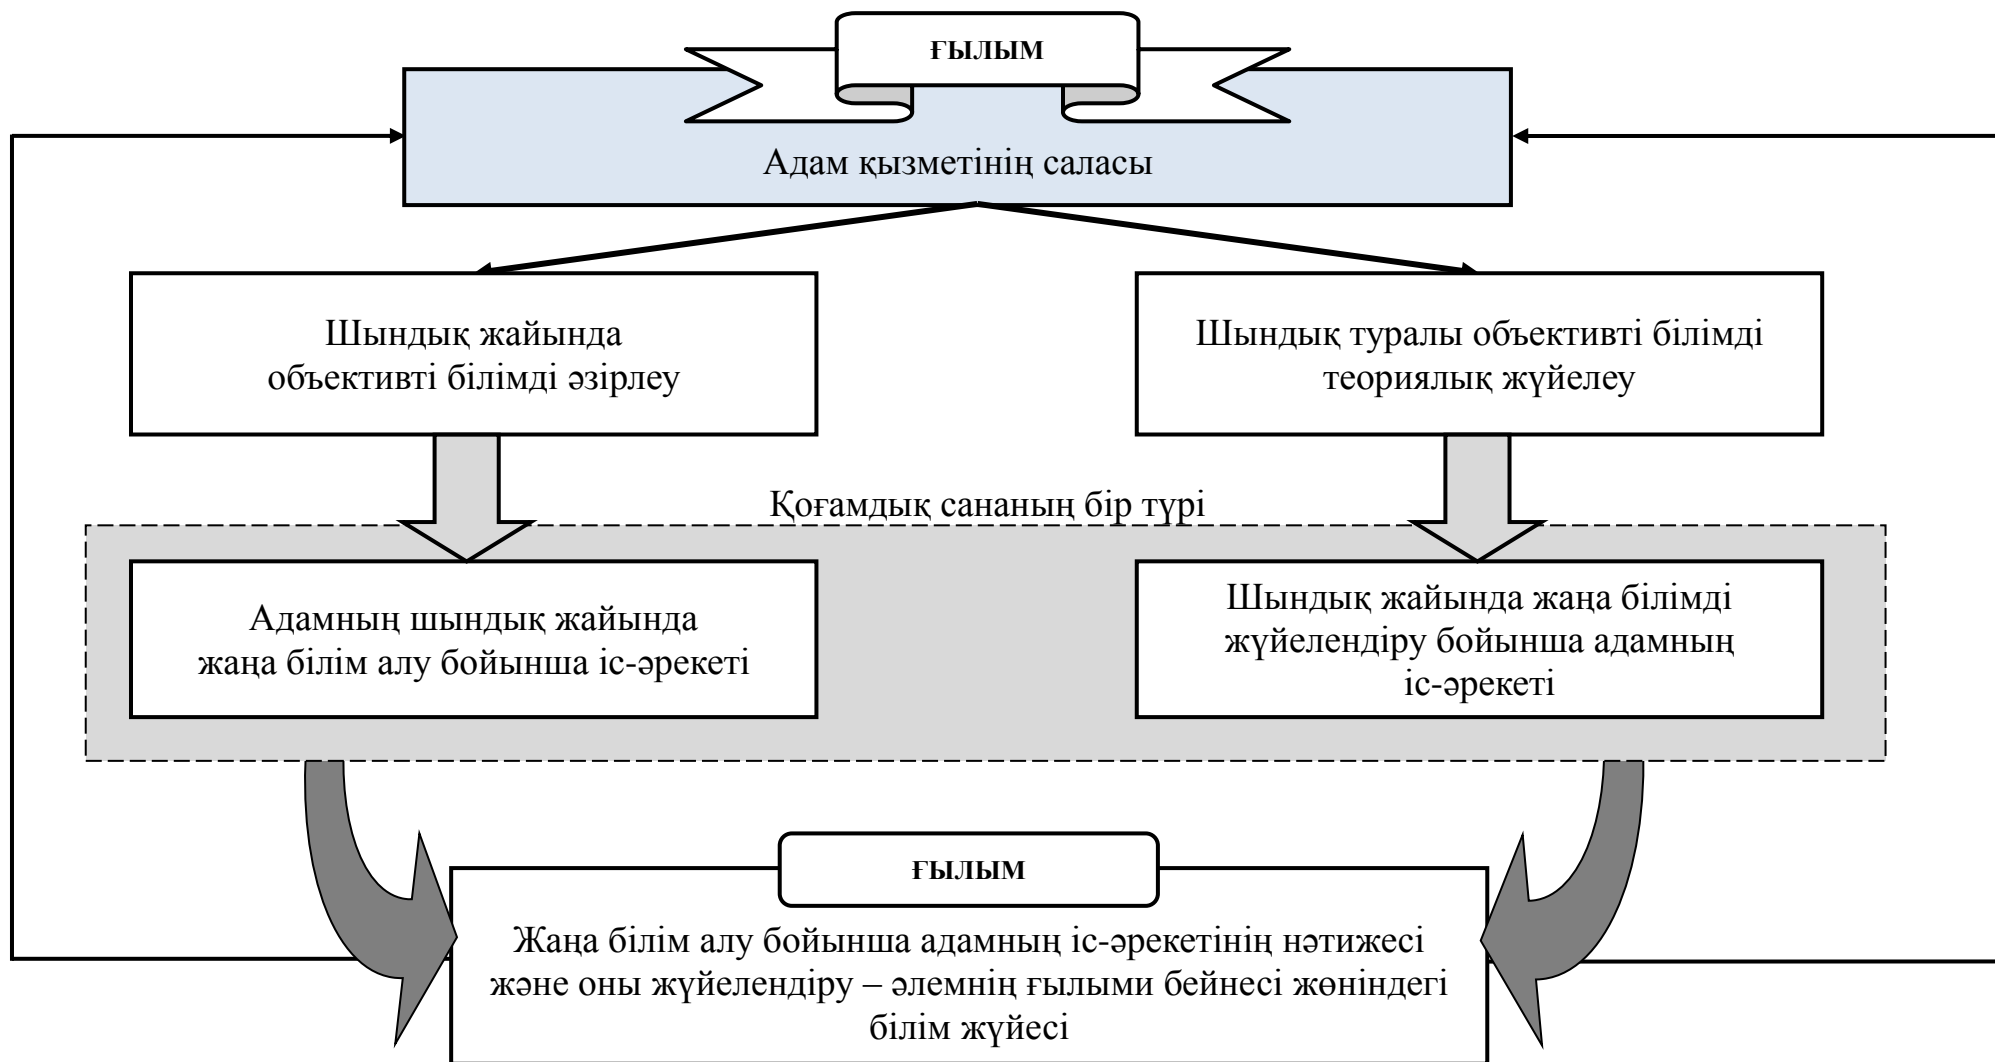 ҒЫЛЫМ
Адам қызметінің саласы
Шындық жайында
объективті білімді әзірлеу
Шындық туралы объективті білімді
теориялық жүйелеу
Қоғамдық сананың бір түрі
Адамның шындық жайында
жаңа білім алу бойынша іс-әрекеті
Шындық жайында жаңа білімді
жүйелендіру бойынша адамның
іс-әрекеті
ҒЫЛЫМ
Жаңа білім алу бойынша адамның іс-әрекетінің нәтижесі
және оны жүйелендіру – әлемнің ғылыми бейнесі жөніндегі
білім жүйесі